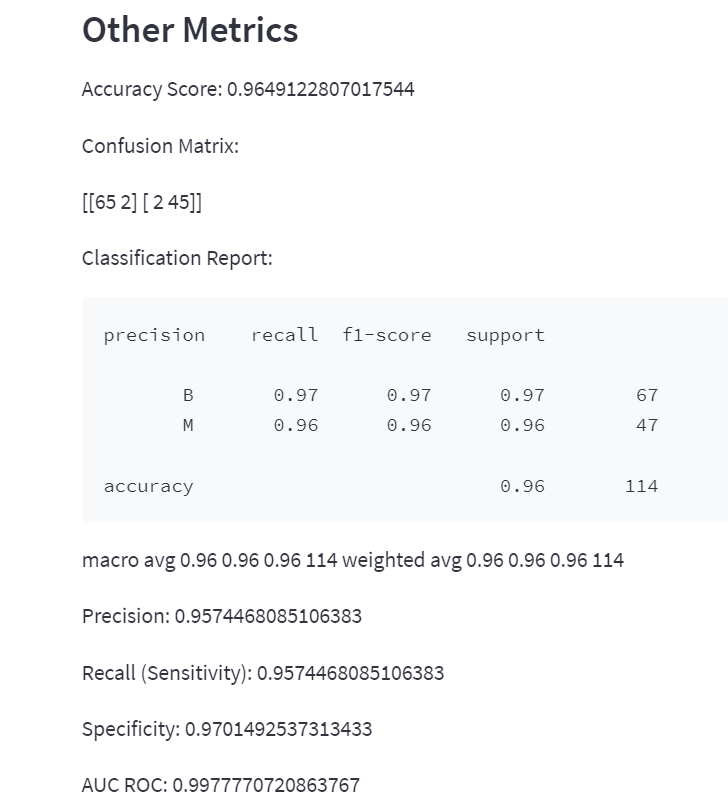 Other Metrics
Accuracy Score: 0.9649122807017544
Confusion Matrix:
[[65 2] [ 2 45]]
Classification Report:
precision recall f1-score support
B 0.97 0.97 0.97 67
M 0.96 0.96 0.96 47
accuracy 0.96 114
macro avg 0.96 0.96 0.96 114 weighted avg 0.96 0.96 0.96 114
Precision: 0.9574468085106383
Recall (Sensitivity): 0.9574468085106383
Specificity: 0.9701492537313433
AUC ROC: 0.9977770720863767